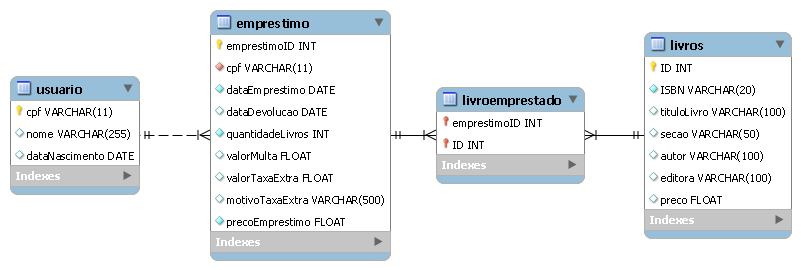 usuario
cpf VARCHAR(11)
nome VARCHAR(255)
dataNascimento DATE
Indexes
emprestimo
emprestimoID INT
cpf VARCHAR(11)
dataEmprestimo DATE
dataDevolucao DATE
quantidadeLivros INT
valorMulta FLOAT
valorTaxaExtra FLOAT
motivoTaxaExtra VARCHAR(500)
precoEmprestimo FLOAT
Indexes
livroemprestado
emprestimoID INT
ID INT
Indexes
livros
ID INT
ISBN VARCHAR(20)
tituloLivro VARCHAR(100)
secao VARCHAR(50)
autor VARCHAR(100)
editora VARCHAR(100)
preco FLOAT
Indexes